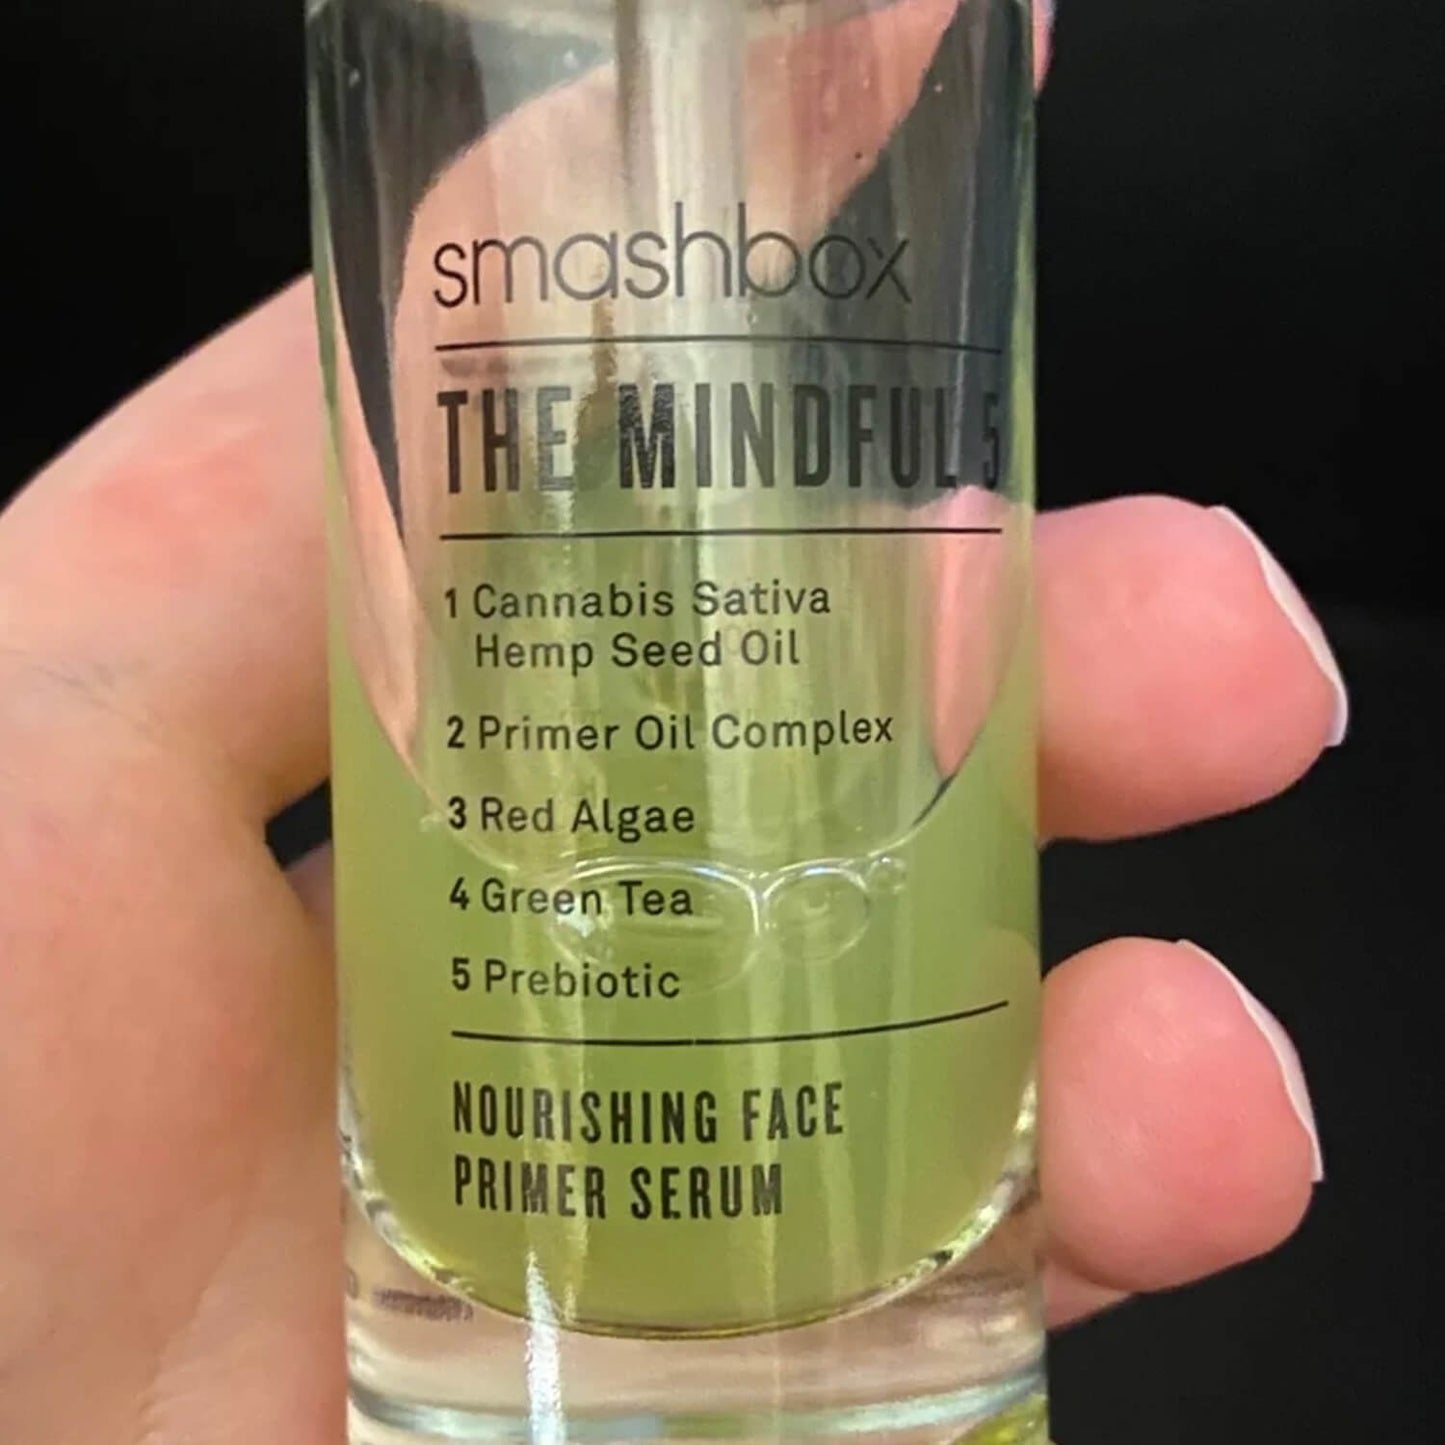 smashbox
THE MINDFUL 5
1 Cannabis Sativa
Hemp Seed Oil
2 Primer Oil Complex
3 Red Algae
4 Green Tea
5 Prebiotic
NOURISHING FACE
PRIMER SERUM